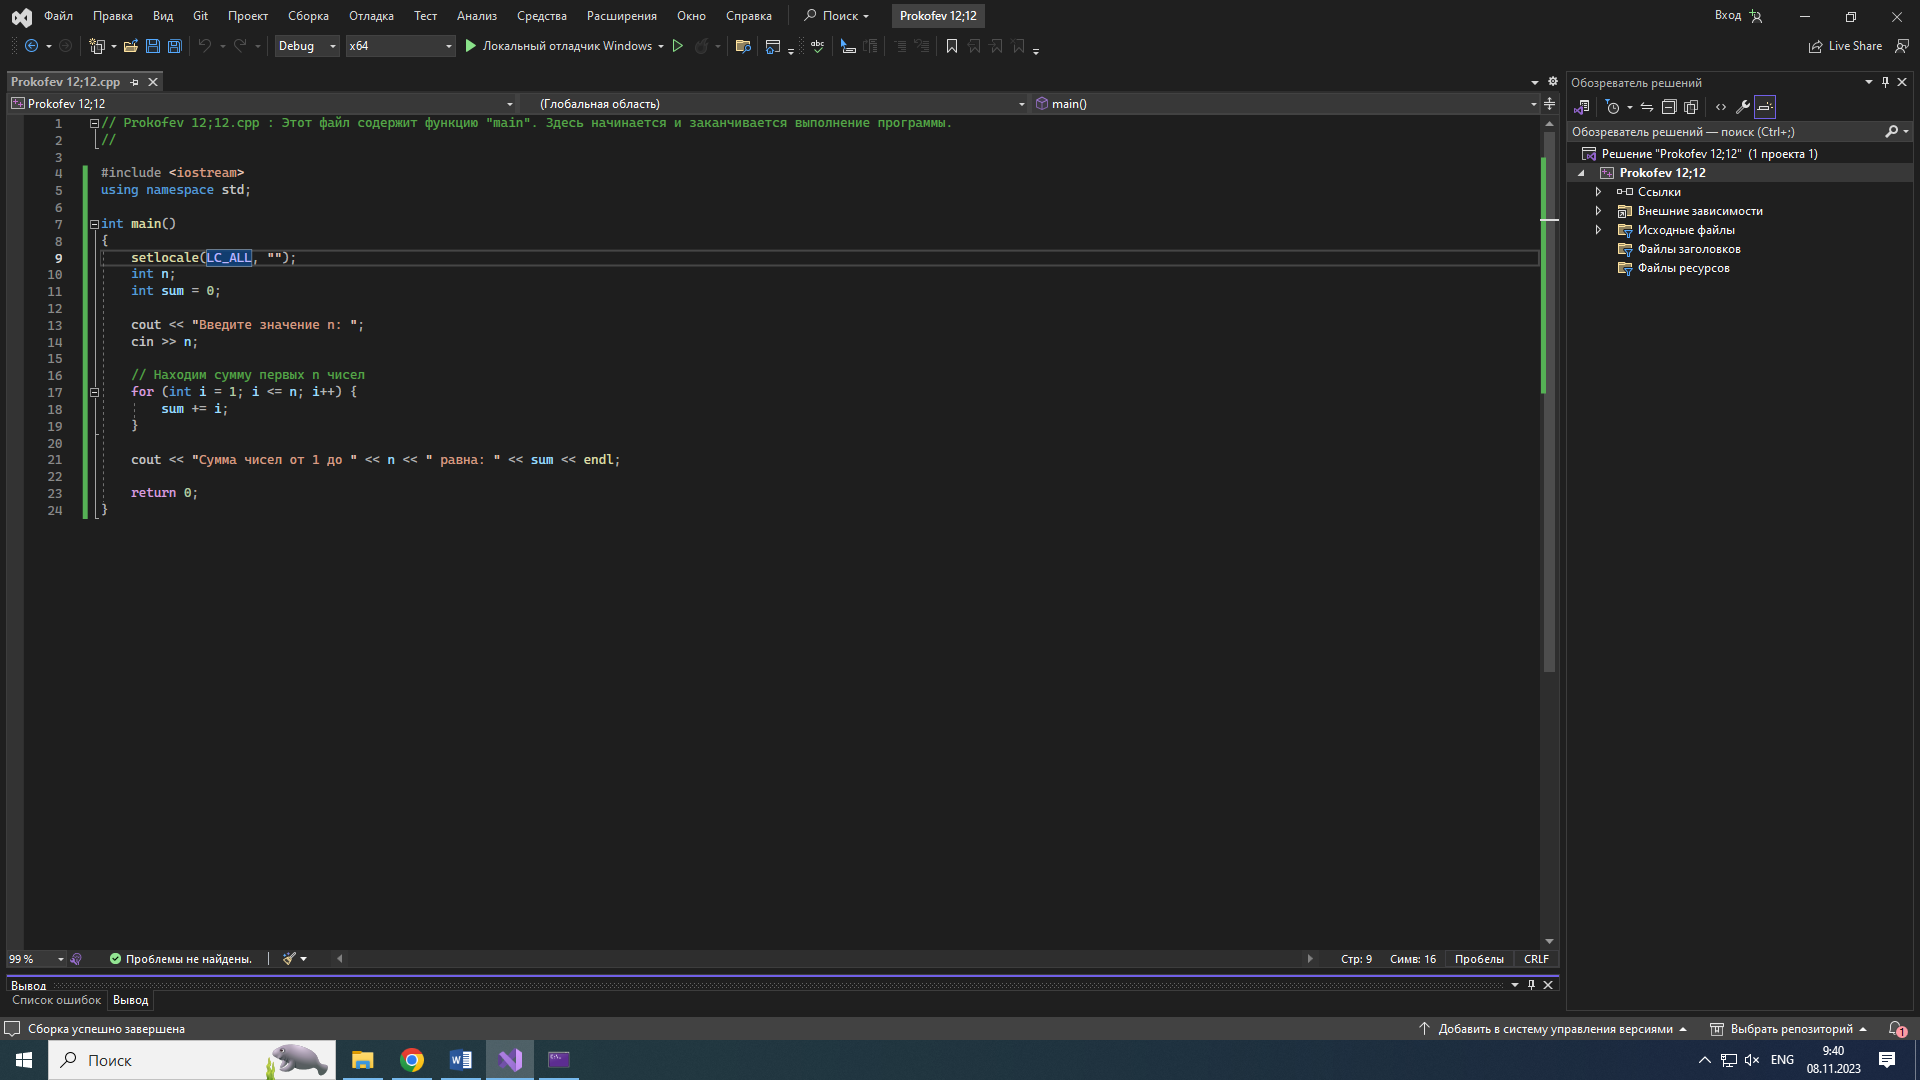 Файл Правка Вид Git Проект Сборка Отладка Тест Анализ Средства Расширения Окно Справка Поиск Prokofev 12;12 Вход
Debug x64 Локальный отладчик Windows Live Share
Prokofev 12;12.cpp
Prokofev 12;12 (Глобальная область) main()
1 // Prokofev 12;12.cpp : Этот файл содержит функцию "main". Здесь начинается и заканчивается выполнение программы.
2 //
3
4 #include <iostream>
5 using namespace std;
6
7 int main()
8 {
9 setlocale(LC_ALL, "");
10 int n;
11 int sum = 0;
12
13 cout << "Введите значение n: ";
14 cin >> n;
15
16 // Находим сумму первых n чисел
17 for (int i = 1; i <= n; i++) {
18 sum += i;
19 }
20
21 cout << "Сумма чисел от 1 до " << n << " равна: " << sum << endl;
22
23 return 0;
24 }
Обозреватель решений
Обозреватель решений — поиск (Ctrl+;)
Решение "Prokofev 12;12" (1 проекта 1)
Prokofev 12;12
Ссылки
Внешние зависимости
Исходные файлы
Файлы заголовков
Файлы ресурсов
99 % Проблемы не найдены. Стр: 9 Симв: 16 Пробелы CRLF
Вывод
Список ошибок Вывод
Сборка успешно завершена Добавить в систему управления версиями Выбрать репозиторий 1
Поиск ENG 9:40
08.11.2023